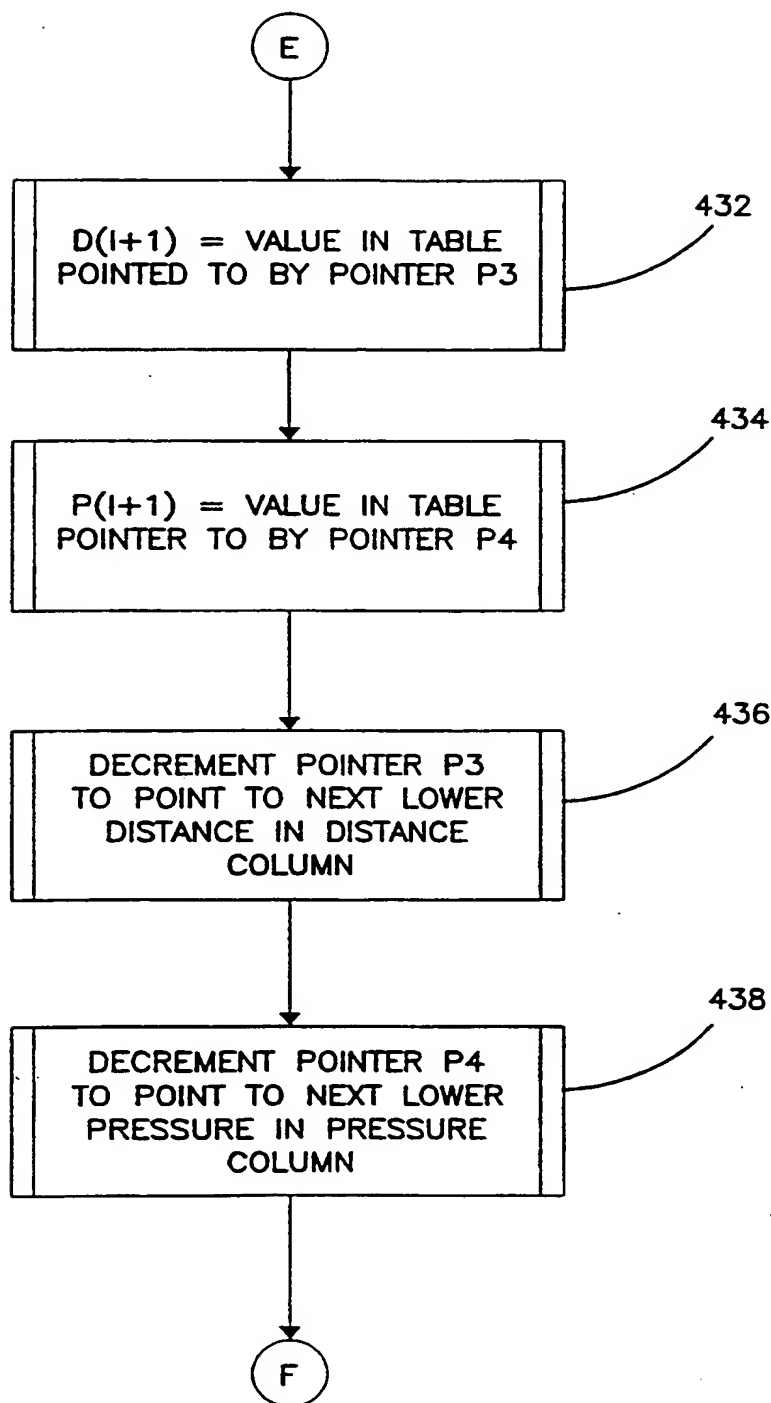 E
D(I+1) = VALUE IN TABLE
POINTED TO BY POINTER P3
432
P(I+1) = VALUE IN TABLE
POINTER TO BY POINTER P4
434
DECREMENT POINTER P3
TO POINT TO NEXT LOWER
DISTANCE IN DISTANCE
COLUMN
436
DECREMENT POINTER P4
TO POINT TO NEXT LOWER
PRESSURE IN PRESSURE
COLUMN
438
F